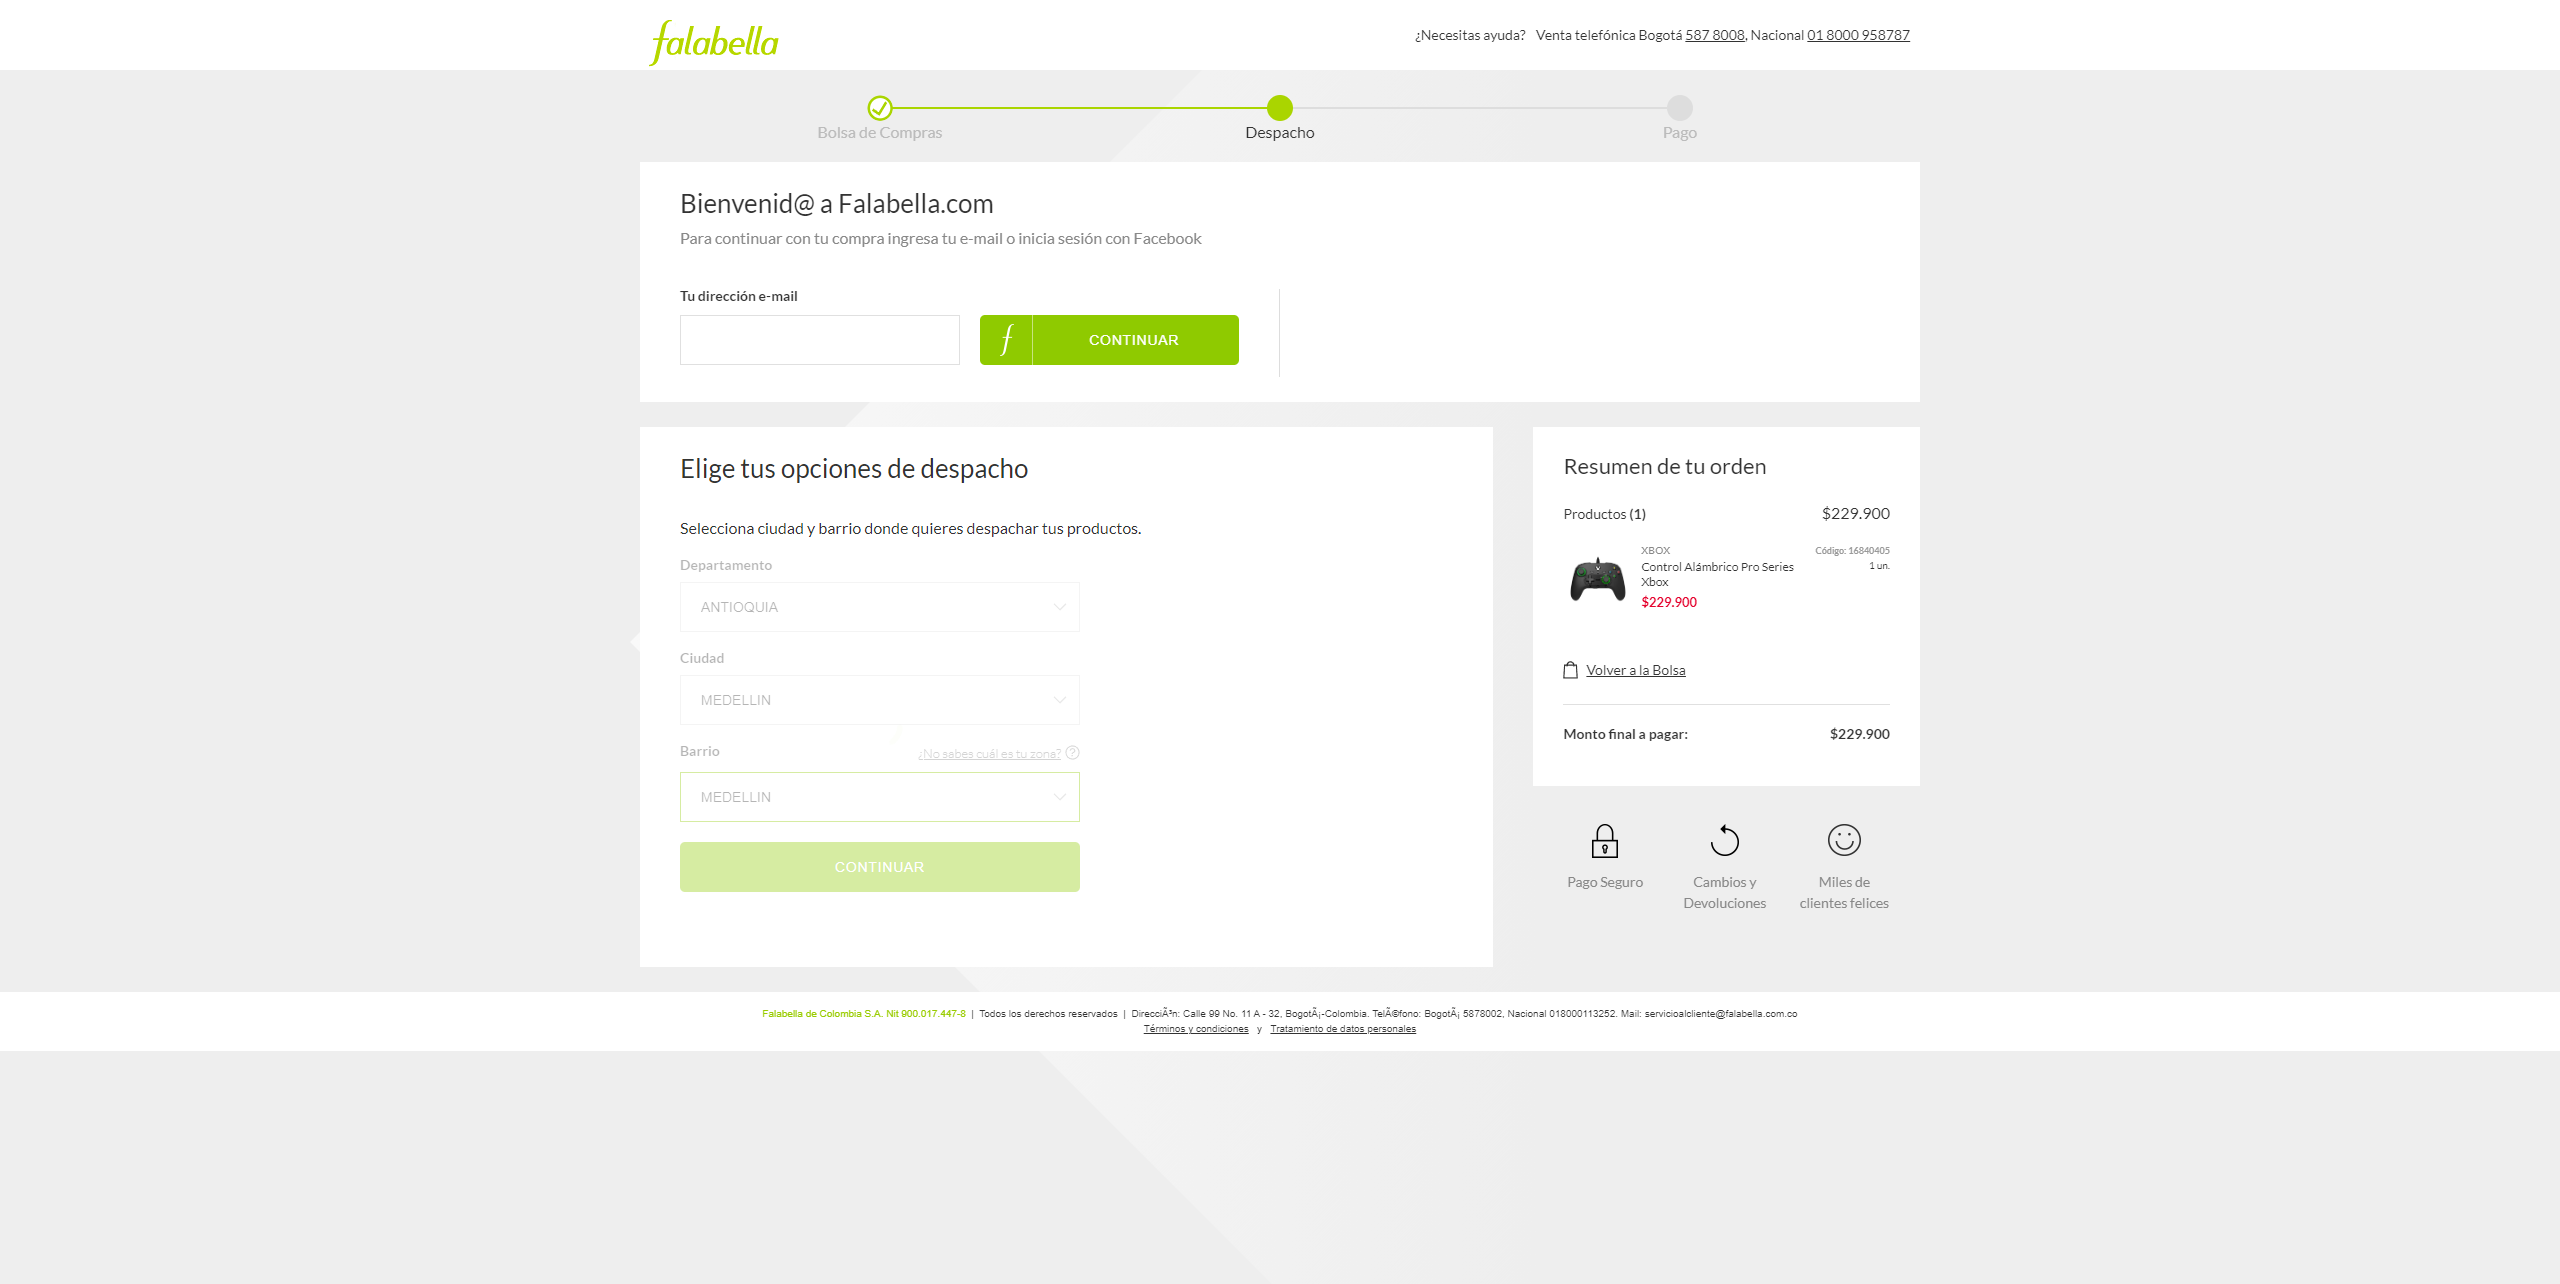 falabella
¿Necesitas ayuda? Venta telefónica Bogotá 587 8008, Nacional 01 8000 958787
Bolsa de Compras
Despacho
Pago
Bienvenid@ a Falabella.com
Para continuar con tu compra ingresa tu e-mail o inicia sesión con Facebook
Tu dirección e-mail
f CONTINUAR
Elige tus opciones de despacho
Selecciona ciudad y barrio donde quieres despachar tus productos.
Departamento
ANTIOQUIA
Ciudad
MEDELLIN
Barrio
¿No sabes cuál es tu zona?
MEDELLIN
CONTINUAR
Resumen de tu orden
Productos (1) $229.900
XBOX Código: 16840405
Control Alámbrico Pro Series 1 un.
Xbox
$229.900
Volver a la Bolsa
Monto final a pagar: $229.900
Pago Seguro
Cambios y
Devoluciones
Miles de
clientes felices
Falabella de Colombia S.A. Nit 900.017.447-8 | Todos los derechos reservados | DirecciÃ³n: Calle 99 No. 11 A - 32, BogotÃ¡-Colombia. TelÃ©fono: BogotÃ¡ 5878002, Nacional 018000113252. Mail: servicioalcliente@falabella.com.co
Términos y condiciones y Tratamiento de datos personales